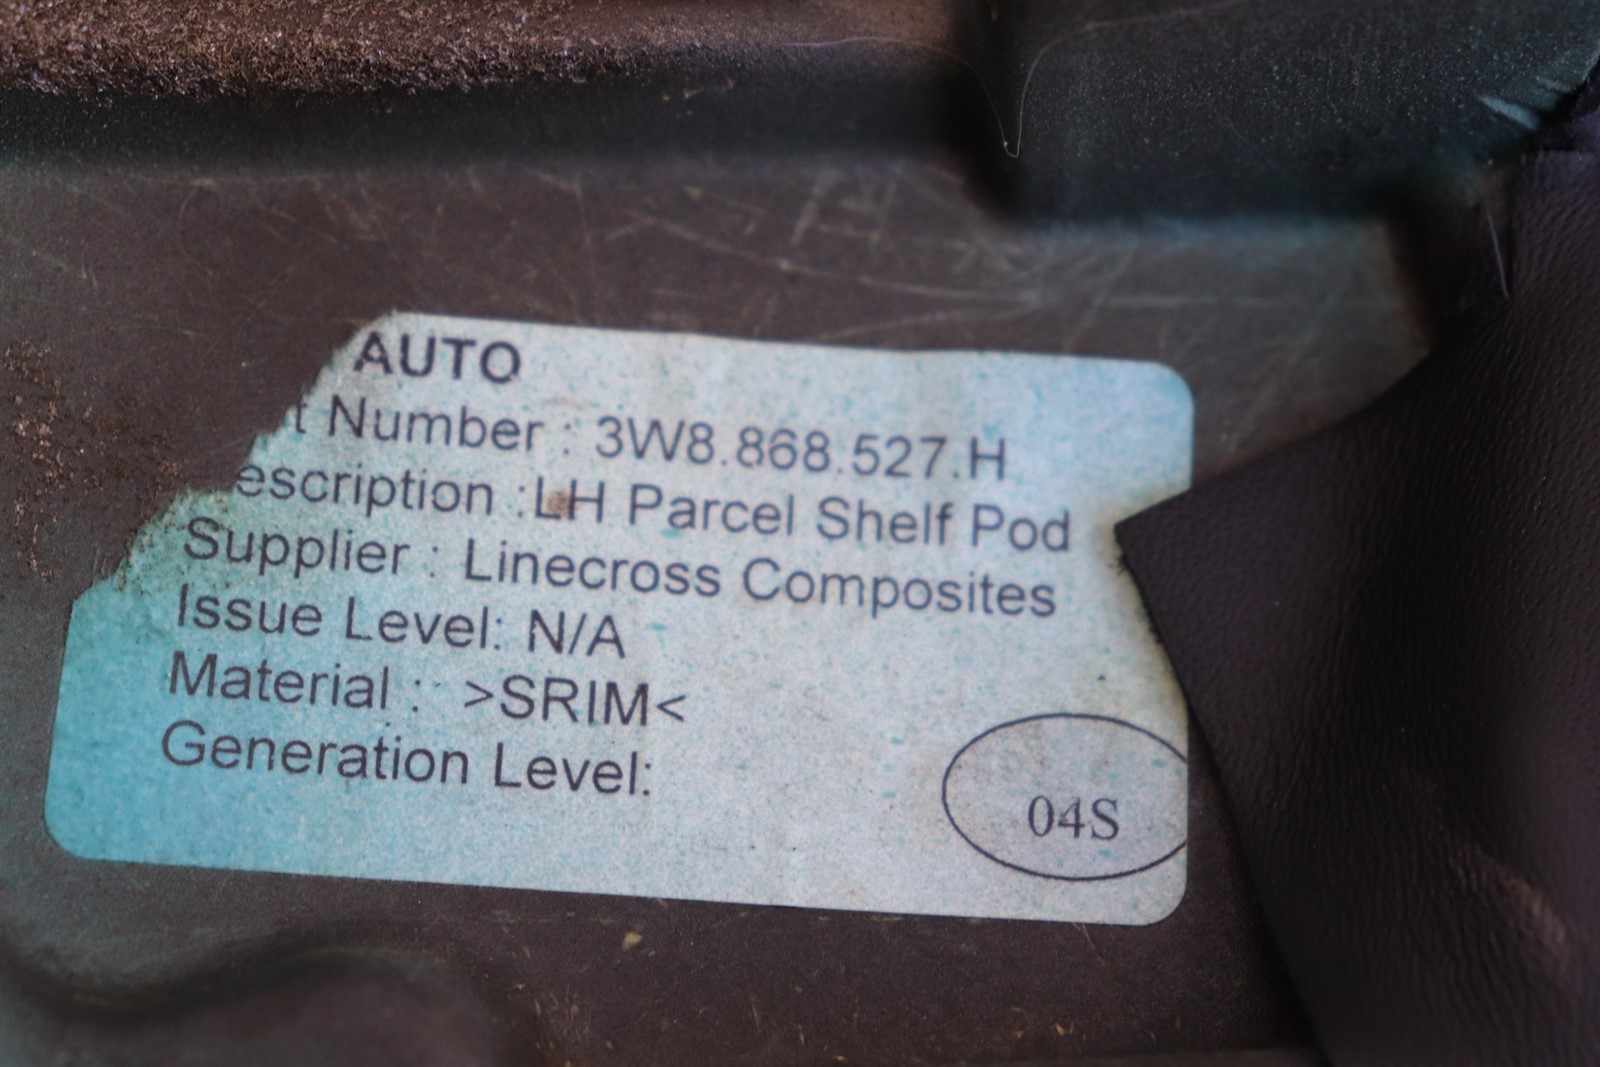 AUTO
t Number : 3W8.868.527.H
escription :LH Parcel Shelf Pod
Supplier : Linecross Composites
Issue Level: N/A
Material : >SRIM<
Generation Level:
04S